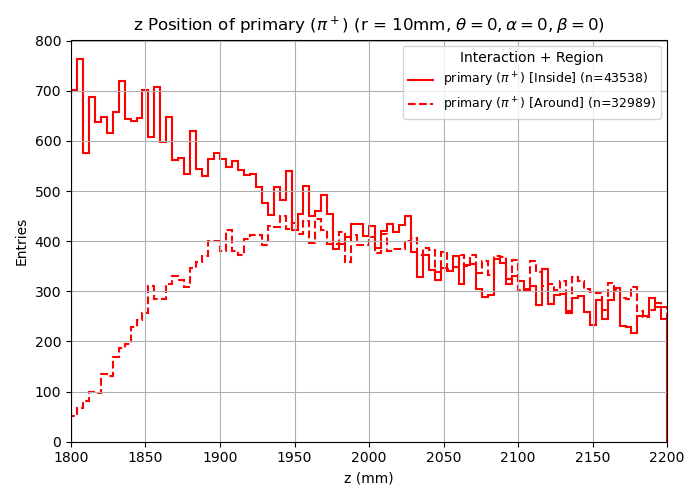 z Position of primary (π⁺) (r = 10mm, θ = 0, α = 0, β = 0)
Interaction + Region
primary (π⁺) [Inside] (n=43538)
primary (π⁺) [Around] (n=32989)
Entries
800
700
600
500
400
300
200
100
0
1800 1850 1900 1950 2000 2050 2100 2150 2200
z (mm)